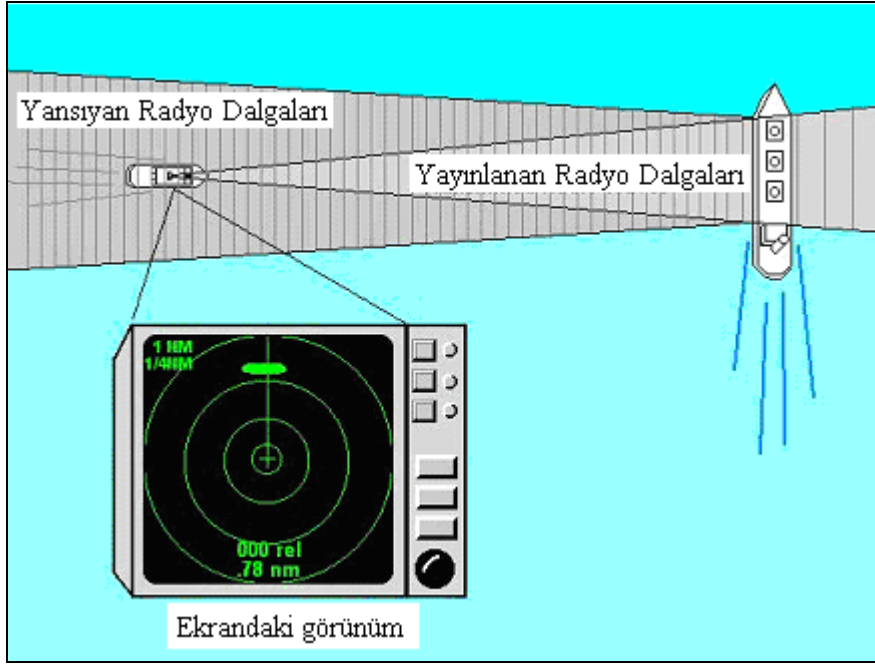 Yansıyan Radyo Dalgaları
Yayınlanan Radyo Dalgaları
1 NM
1/4NM
000 rel
.78 nm
Ekrandaki görünüm